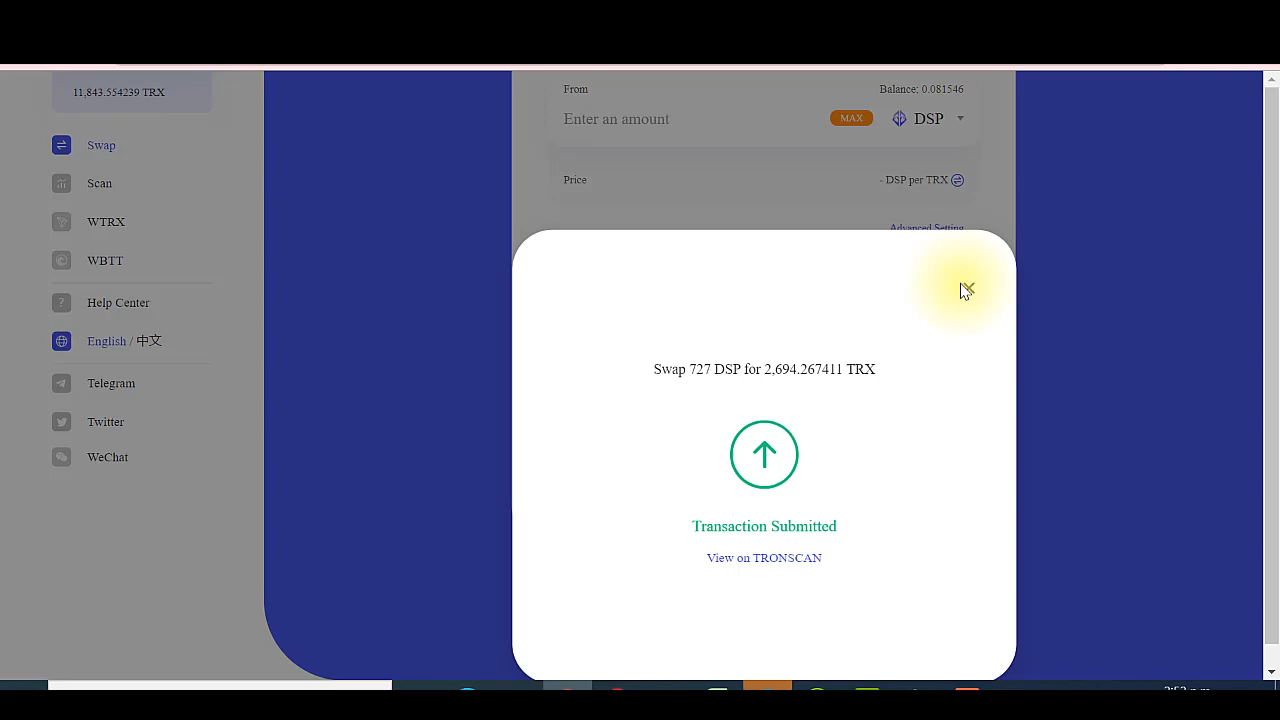 11,843.554239 TRX
Swap
Scan
WTRX
WBTT
Help Center
English / 中文
Telegram
Twitter
WeChat
From
Balance: 0.081546
Enter an amount
MAX
DSP
Price
- DSP per TRX
Advanced Setting
Swap 727 DSP for 2,694.267411 TRX
Transaction Submitted
View on TRONSCAN